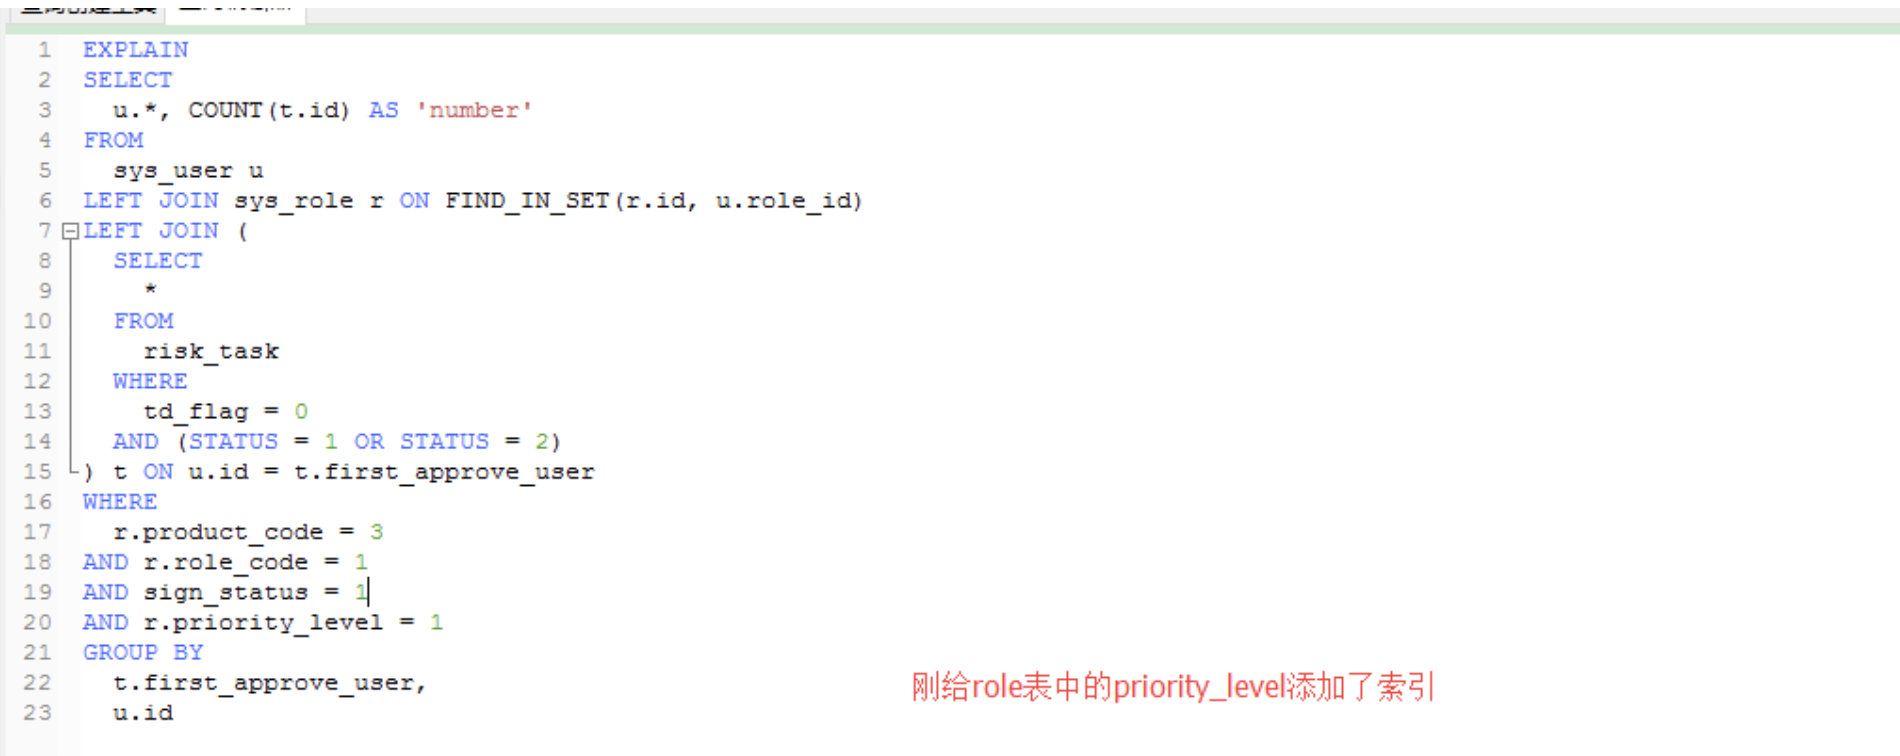 1 EXPLAIN
2 SELECT
3 u.*, COUNT(t.id) AS 'number'
4 FROM
5 sys_user u
6 LEFT JOIN sys_role r ON FIND_IN_SET(r.id, u.role_id)
7 LEFT JOIN (
8 SELECT
9 *
10 FROM
11 risk_task
12 WHERE
13 td_flag = 0
14 AND (STATUS = 1 OR STATUS = 2)
15 ) t ON u.id = t.first_approve_user
16 WHERE
17 r.product_code = 3
18 AND r.role_code = 1
19 AND sign_status = 1
20 AND r.priority_level = 1
21 GROUP BY
22 t.first_approve_user,
刚给role表中的priority_level添加了索引
23 u.id